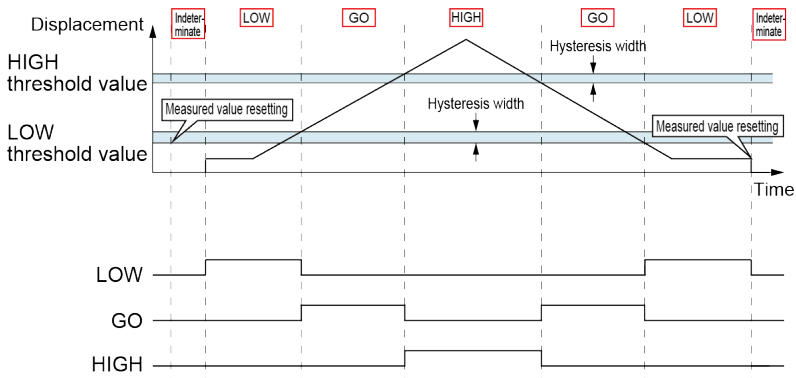 Displacement
Indeter-
minate
LOW
GO
HIGH
GO
LOW
Indeter-
minate
HIGH
threshold value
Hysteresis width
Measured value resetting
Hysteresis width
LOW
threshold value
Measured value resetting
Time
LOW
GO
HIGH